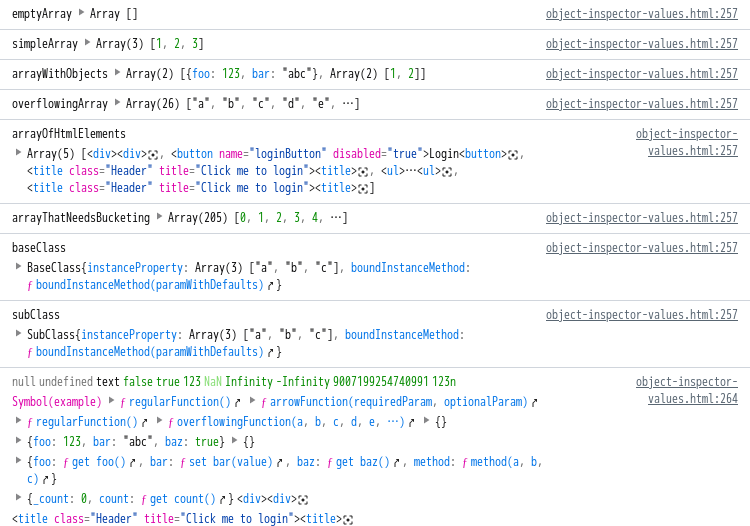 emptyArray ▶ Array [] object-inspector-values.html:257
simpleArray ▶ Array(3) [1, 2, 3] object-inspector-values.html:257
arrayWithObjects ▶ Array(2) [{foo: 123, bar: "abc"}, Array(2) [1, 2]] object-inspector-values.html:257
overflowingArray ▶ Array(26) ["a", "b", "c", "d", "e", …] object-inspector-values.html:257
arrayOfHtmlElements object-inspector-
values.html:257
▶ Array(5) [<div><div>, <button name="loginButton" disabled="true">Login<button>,
<title class="Header" title="Click me to login"><title>, <ul>…<ul>,
<title class="Header" title="Click me to login"><title>]
arrayThatNeedsBucketing ▶ Array(205) [0, 1, 2, 3, 4, …] object-inspector-values.html:257
baseClass object-inspector-values.html:257
▶ BaseClass{instanceProperty: Array(3) ["a", "b", "c"], boundInstanceMethod:
ƒ boundInstanceMethod(paramWithDefaults)}
subClass object-inspector-values.html:257
▶ SubClass{instanceProperty: Array(3) ["a", "b", "c"], boundInstanceMethod:
ƒ boundInstanceMethod(paramWithDefaults)}
null undefined text false true 123 NaN Infinity -Infinity 9007199254740991 123n object-inspector-
values.html:264
Symbol(example) ▶ ƒ regularFunction() ▶ ƒ arrowFunction(requiredParam, optionalParam)
▶ ƒ regularFunction() ▶ ƒ overflowingFunction(a, b, c, d, e, …) ▶ {}
▶ {foo: 123, bar: "abc", baz: true} ▶ {}
▶ {foo: ƒ get foo(), bar: ƒ set bar(value), baz: ƒ get baz(), method: ƒ method(a, b,
c)}
▶ {_count: 0, count: ƒ get count()} <div><div>
<title class="Header" title="Click me to login"><title>